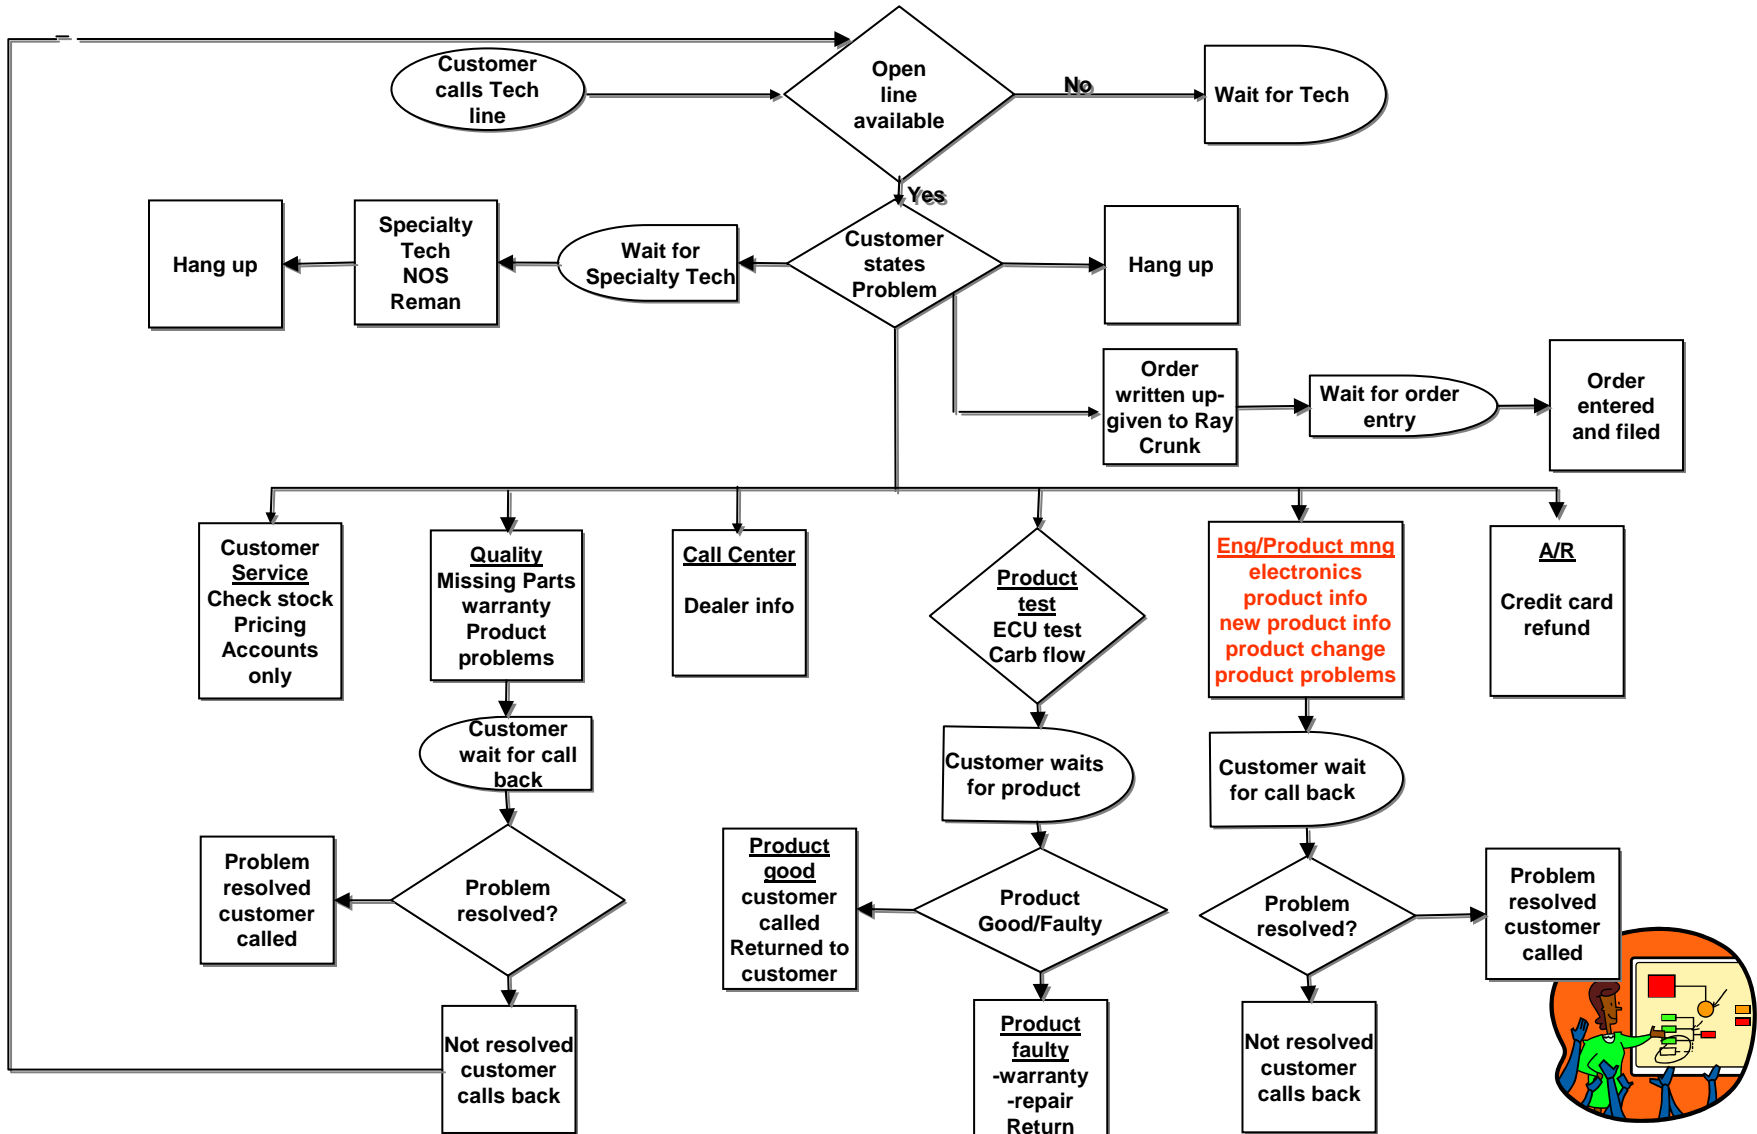 Customer
calls Tech
line
Open
line
available
No
Wait for Tech
Yes
Hang up
Specialty
Tech
NOS
Reman
Wait for
Specialty Tech
Customer
states
Problem
Hang up
Order
written up-
given to Ray
Crunk
Wait for order
entry
Order
entered
and filed
Customer
Service
Check stock
Pricing
Accounts
only
Quality
Missing Parts
warranty
Product
problems
Call Center
Dealer info
Product
test
ECU test
Carb flow
Eng/Product mng
electronics
product info
new product info
product change
product problems
A/R
Credit card
refund
Customer
wait for call
back
Customer waits
for product
Customer wait
for call back
Problem
resolved
customer
called
Problem
resolved?
Product
good
customer
called
Returned to
customer
Product
Good/Faulty
Problem
resolved?
Problem
resolved
customer
called
Not resolved
customer
calls back
Product
faulty
-warranty
-repair
Return
Not resolved
customer
calls back